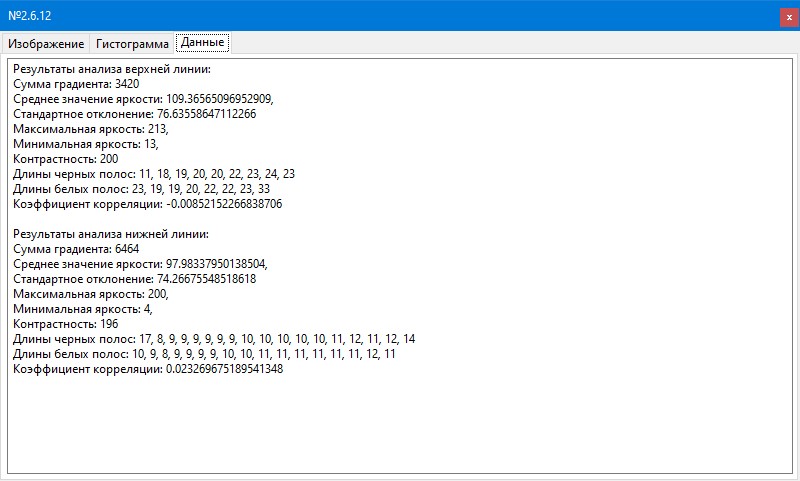 №2.6.12
x
Изображение Гистограмма Данные
Результаты анализа верхней линии:
Сумма градиента: 3420
Среднее значение яркости: 109.36565096952909,
Стандартное отклонение: 76.63558647112266
Максимальная яркость: 213,
Минимальная яркость: 13,
Контрастность: 200
Длины черных полос: 11, 18, 19, 20, 20, 22, 23, 24, 23
Длины белых полос: 23, 19, 19, 20, 22, 22, 23, 33
Коэффициент корреляции: -0.00852152266838706
Результаты анализа нижней линии:
Сумма градиента: 6464
Среднее значение яркости: 97.98337950138504,
Стандартное отклонение: 74.26675548518618
Максимальная яркость: 200,
Минимальная яркость: 4,
Контрастность: 196
Длины черных полос: 17, 8, 9, 9, 9, 9, 9, 9, 10, 10, 10, 10, 10, 11, 12, 11, 12, 14
Длины белых полос: 10, 9, 8, 9, 9, 9, 9, 10, 10, 11, 11, 11, 11, 11, 11, 12, 11
Коэффициент корреляции: 0.023269675189541348